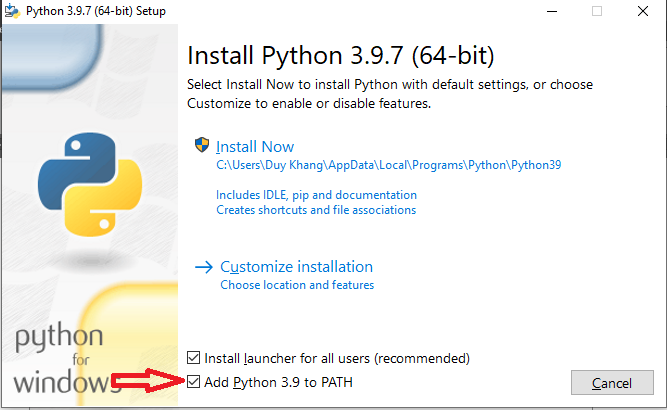 Python 3.9.7 (64-bit) Setup
Install Python 3.9.7 (64-bit)
Select Install Now to install Python with default settings, or choose
Customize to enable or disable features.
Install Now
C:\Users\Duy Khang\AppData\Local\Programs\Python\Python39
Includes IDLE, pip and documentation
Creates shortcuts and file associations
Customize installation
Choose location and features
python
for
windows
Install launcher for all users (recommended)
Add Python 3.9 to PATH
Cancel